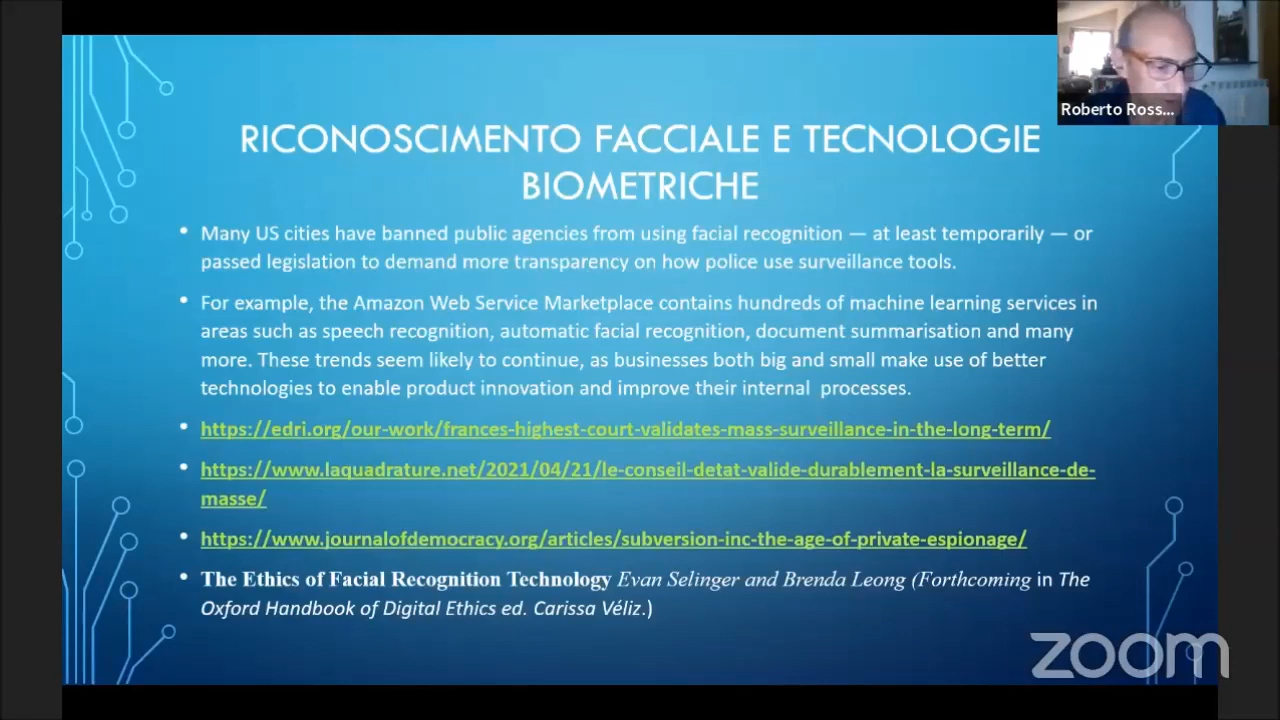 Roberto Ross...
RICONOSCIMENTO FACCIALE E TECNOLOGIE
BIOMETRICHE
• Many US cities have banned public agencies from using facial recognition — at least temporarily — or
passed legislation to demand more transparency on how police use surveillance tools.
• For example, the Amazon Web Service Marketplace contains hundreds of machine learning services in
areas such as speech recognition, automatic facial recognition, document summarisation and many
more. These trends seem likely to continue, as businesses both big and small make use of better
technologies to enable product innovation and improve their internal processes.
• https://edri.org/our-work/frances-highest-court-validates-mass-surveillance-in-the-long-term/
• https://www.laquadrature.net/2021/04/21/le-conseil-detat-valide-durablement-la-surveillance-de-
masse/
• https://www.journalofdemocracy.org/articles/subversion-inc-the-age-of-private-espionage/
• The Ethics of Facial Recognition Technology Evan Selinger and Brenda Leong (Forthcoming in The
Oxford Handbook of Digital Ethics ed. Carissa Véliz.)
zoom